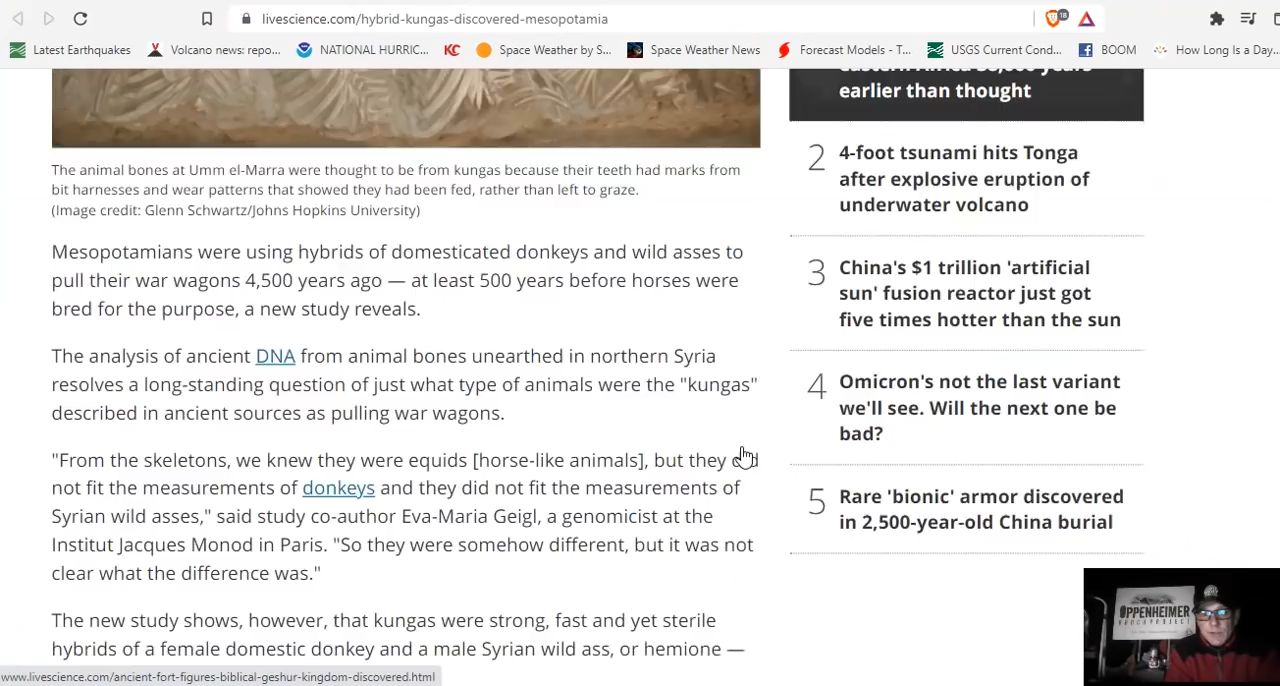 livescience.com/hybrid-kungas-discovered-mesopotamia
18
Latest Earthquakes
Volcano news: repo...
NATIONAL HURRIC...
KC
Space Weather by S...
Space Weather News
Forecast Models - T...
USGS Current Cond...
BOOM
How Long Is a Day...
The animal bones at Umm el-Marra were thought to be from kungas because their teeth had marks from
bit harnesses and wear patterns that showed they had been fed, rather than left to graze.
(Image credit: Glenn Schwartz/Johns Hopkins University)
Mesopotamians were using hybrids of domesticated donkeys and wild asses to
pull their war wagons 4,500 years ago — at least 500 years before horses were
bred for the purpose, a new study reveals.
The analysis of ancient DNA from animal bones unearthed in northern Syria
resolves a long-standing question of just what type of animals were the "kungas"
described in ancient sources as pulling war wagons.
"From the skeletons, we knew they were equids [horse-like animals], but they did
not fit the measurements of donkeys and they did not fit the measurements of
Syrian wild asses," said study co-author Eva-Maria Geigl, a genomicist at the
Institut Jacques Monod in Paris. "So they were somehow different, but it was not
clear what the difference was."
The new study shows, however, that kungas were strong, fast and yet sterile
hybrids of a female domestic donkey and a male Syrian wild ass, or hemione —
earlier than thought
2
4-foot tsunami hits Tonga
after explosive eruption of
underwater volcano
3
China's $1 trillion 'artificial
sun' fusion reactor just got
five times hotter than the sun
4
Omicron's not the last variant
we'll see. Will the next one be
bad?
5
Rare 'bionic' armor discovered
in 2,500-year-old China burial
OPPENHEIMER
RANCH PROJECT
www.livescience.com/ancient-fort-figures-biblical-geshur-kingdom-discovered.html